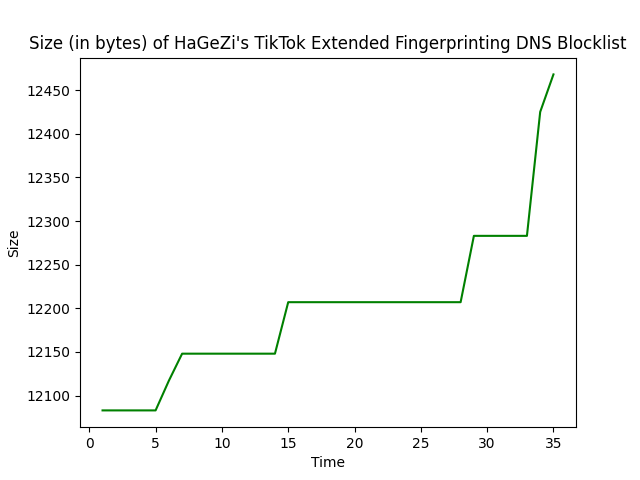 Size (in bytes) of HaGeZi's TikTok Extended Fingerprinting DNS Blocklist
12450
12400
12350
12300
12250
12200
12150
12100
Size
0 5 10 15 20 25 30 35
Time